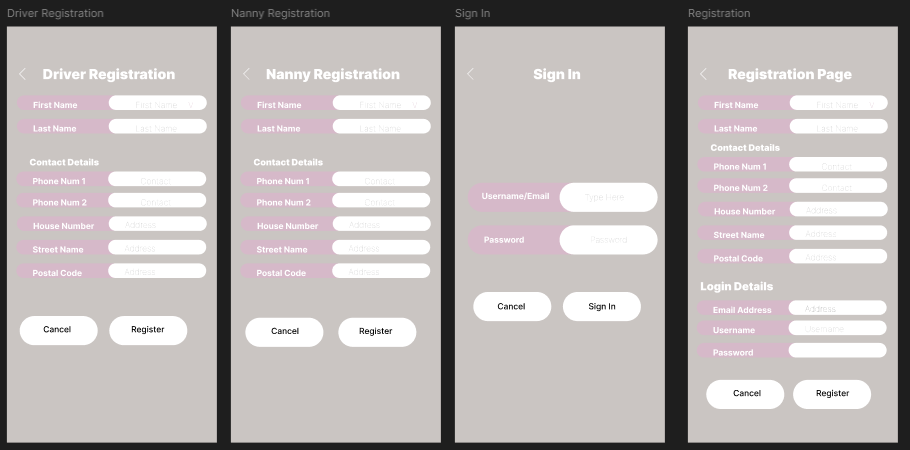 Driver Registration
Driver Registration
First Name First Name
Last Name Last Name
Contact Details
Phone Num 1 Contact
Phone Num 2 Contact
House Number Address
Street Name Address
Postal Code Address
Cancel Register
Nanny Registration
Nanny Registration
First Name First Name
Last Name Last Name
Contact Details
Phone Num 1 Contact
Phone Num 2 Contact
House Number Address
Street Name Address
Postal Code Address
Cancel Register
Sign In
Sign In
Username/Email Type Here
Password Password
Cancel Sign In
Registration
Registration Page
First Name First Name
Last Name Last Name
Contact Details
Phone Num 1 Contact
Phone Num 2 Contact
House Number Address
Street Name Address
Postal Code Address
Login Details
Email Address Address
Username Username
Password
Cancel Register